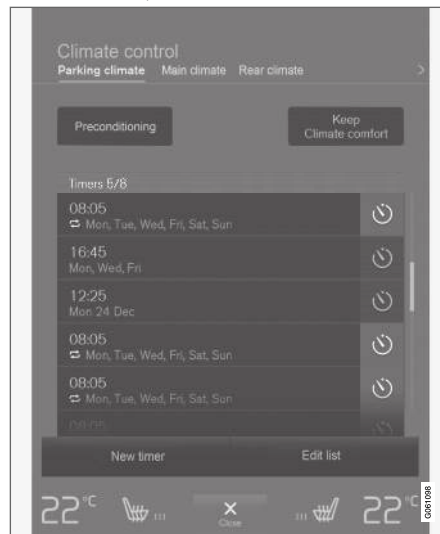 Climate control
Parking climate Main climate Rear climate
Preconditioning
Keep
Climate comfort
Timers 5/8
08:05
Mon, Tue, Wed, Fri, Sat, Sun
16:45
Mon, Wed, Fri
12:25
Mon 24 Dec
08:05
Mon, Tue, Wed, Fri, Sat, Sun
08:05
Mon, Tue, Wed, Fri, Sat, Sun
08:05
New timer Edit list
22°C 22°C
Close
G061098